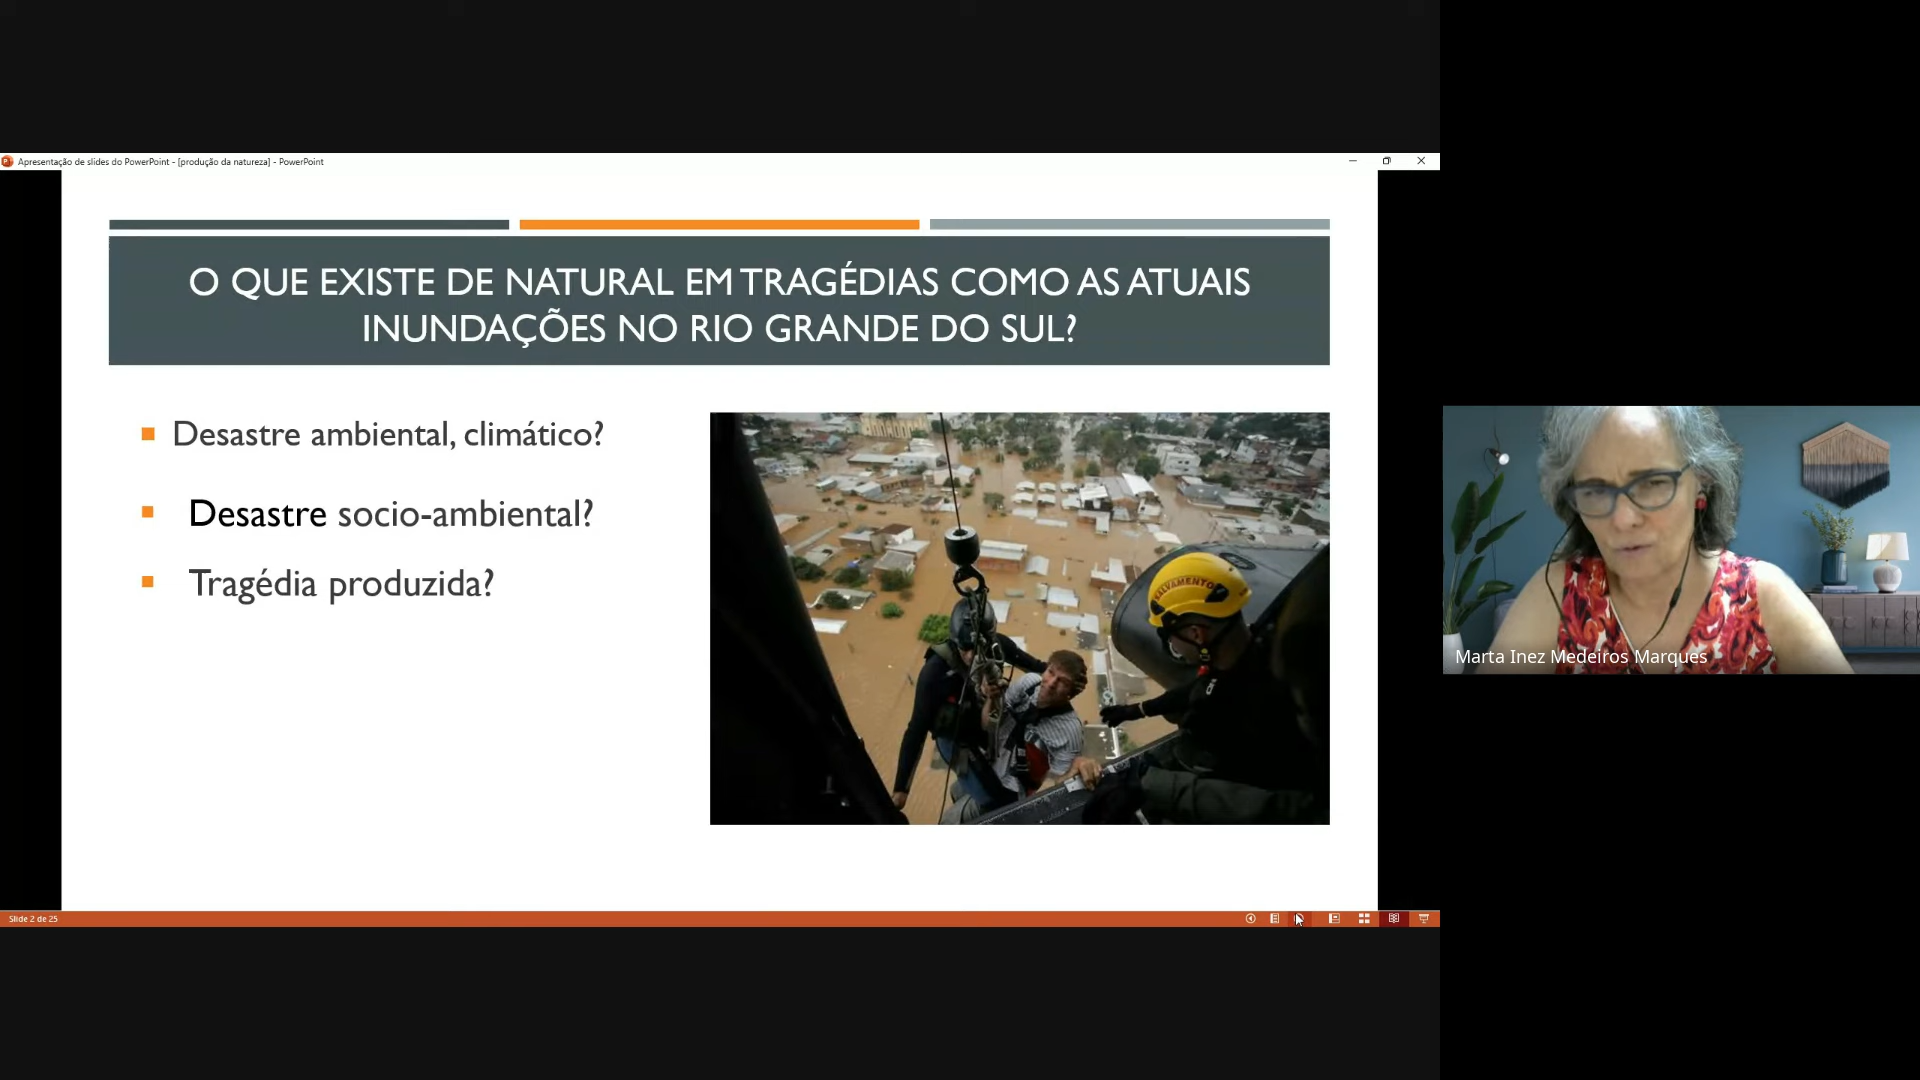 Apresentação de slides do PowerPoint - [produção da natureza] - PowerPoint
O QUE EXISTE DE NATURAL EM TRAGÉDIAS COMO AS ATUAIS
INUNDAÇÕES NO RIO GRANDE DO SUL?
Desastre ambiental, climático?
Desastre socio-ambiental?
Tragédia produzida?
SALVAMENTO
Marta Inez Medeiros Marques
Slide 2 de 25